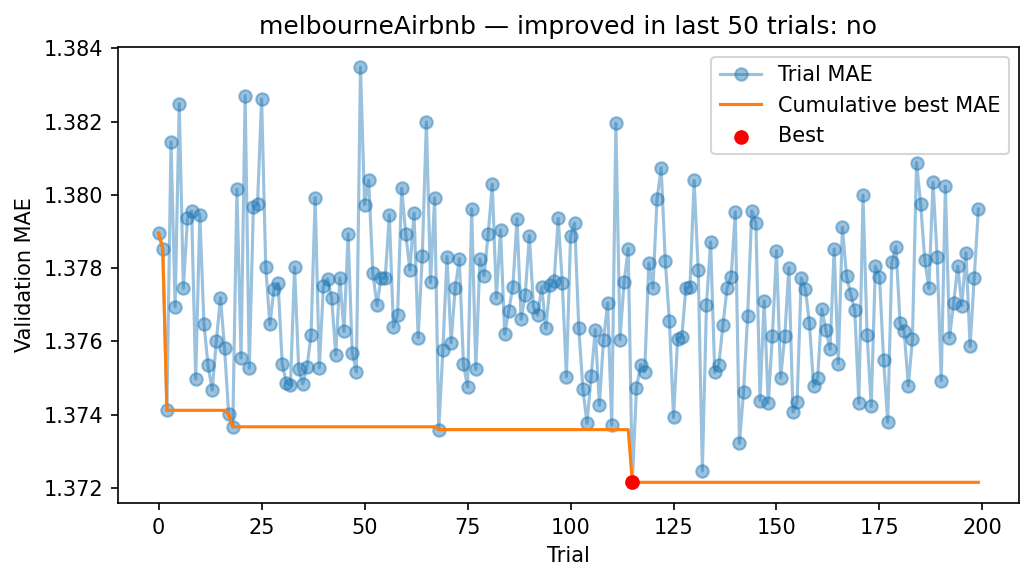 melbourneAirbnb — improved in last 50 trials: no
1.384
1.382
1.380
1.378
1.376
1.374
1.372
Validation MAE
Trial MAE
Cumulative best MAE
Best
0 25 50 75 100 125 150 175 200
Trial